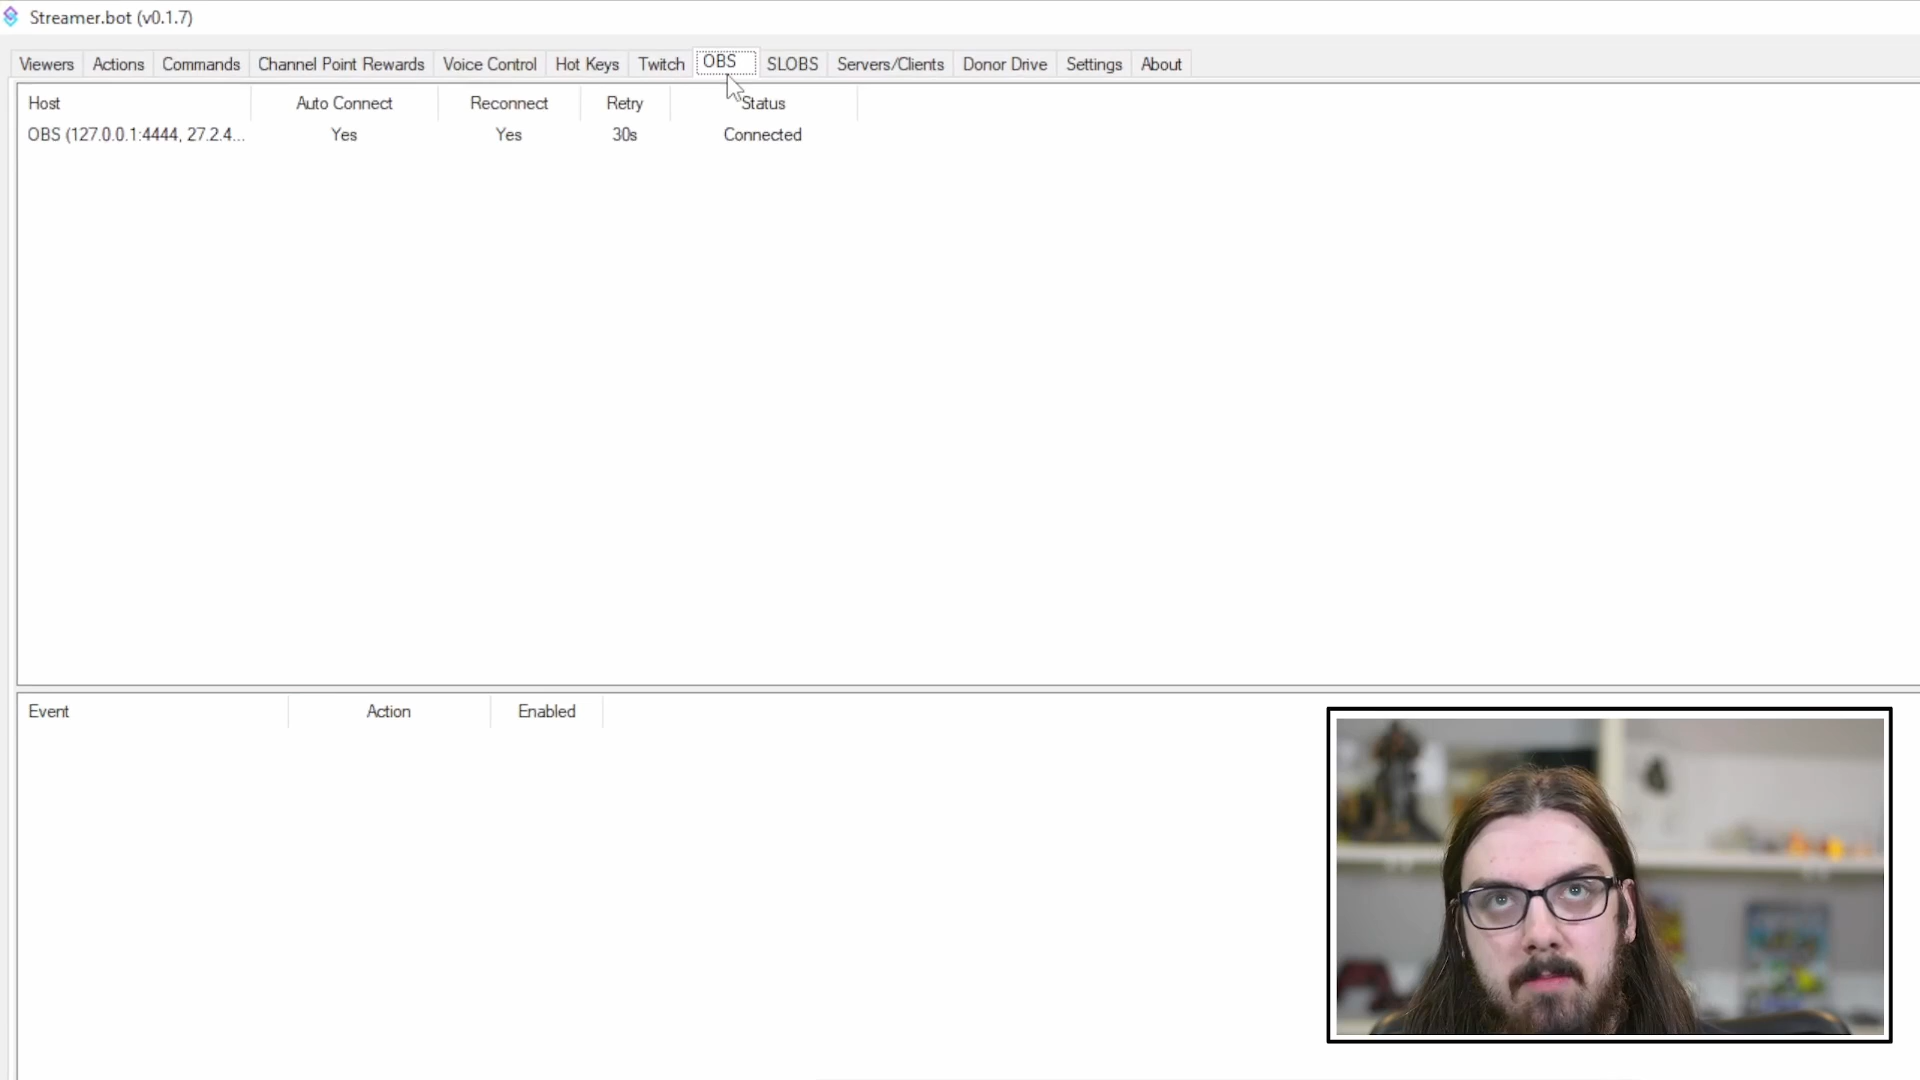 Streamer.bot (v0.1.7)
Viewers Actions Commands Channel Point Rewards Voice Control Hot Keys Twitch OBS SLOBS Servers/Clients Donor Drive Settings About
Host Auto Connect Reconnect Retry Status
OBS (127.0.0.1:4444, 27.2.4... Yes Yes 30s Connected
Event Action Enabled